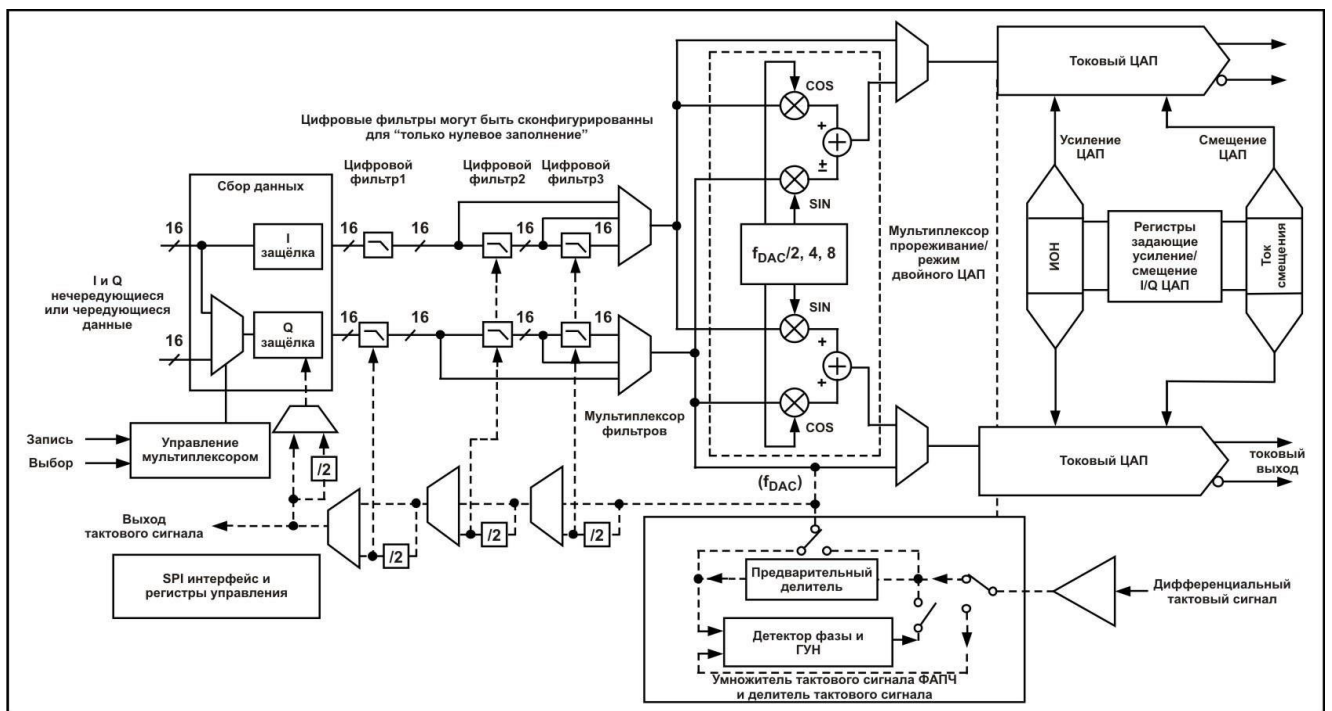 Токовый ЦАП
COS
Цифровые фильтры могут быть сконфигурированны
для “только нулевое заполнение”
+
±
Усиление
ЦАП
Смещение
ЦАП
Сбор данных
Цифровой
фильтр1
Цифровой
фильтр2
Цифровой
фильтр3
SIN
16
I
защёлка
16
16
16
16
fDAC/2, 4, 8
Мультиплексор
прореживание/
режим
двойного ЦАП
ИОН
Регистры
задающие
усиление/
смещение
I/Q ЦАП
Ток
смещения
I и Q
нечередующиеся
или чередующиеся
данные
SIN
16
Q
защёлка
16
16
16
16
+
+
COS
Мультиплексор
фильтров
Запись
Выбор
Управление
мультиплексором
/2
Токовый ЦАП
токовый
выход
(fDAC)
Выход
тактового сигнала
/2
/2
/2
SPI интерфейс и
регистры управления
Предварительный
делитель
Дифференциальный
тактовый сигнал
Детектор фазы и
ГУН
Умножитель тактового сигнала ФАПЧ
и делитель тактового сигнала